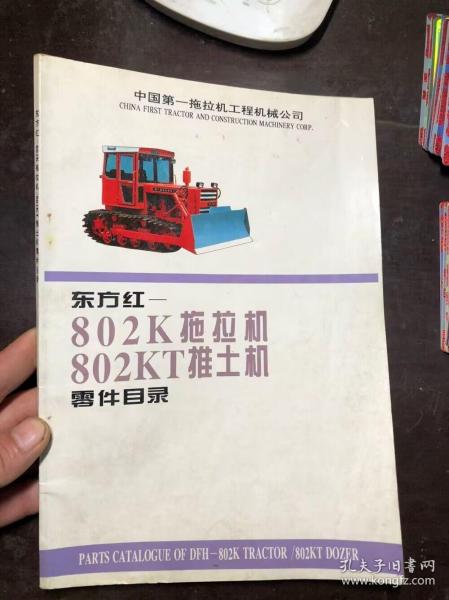 中国第一拖拉机工程机械公司
CHINA FIRST TRACTOR AND CONSTRUCTION MACHINERY CORP.
东方红—
802K拖拉机
802KT推土机
零件目录
PARTS CATALOGUE OF DFH-802K TRACTOR /802KT DOZER
孔夫子旧书网
www.kongfz.com